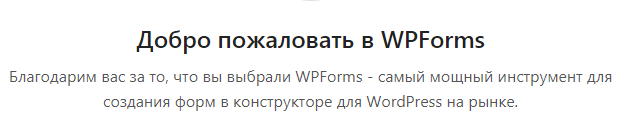 Добро пожаловать в WPForms
Благодарим вас за то, что вы выбрали WPForms - самый мощный инструмент для
создания форм в конструкторе для WordPress на рынке.